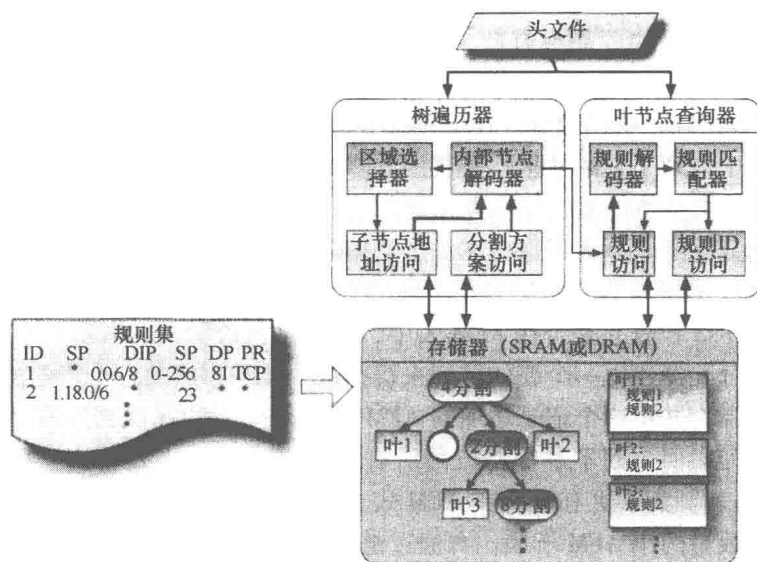 头文件
树遍历器
叶节点查询器
区域选择器
内部节点解码器
规则解码器
规则匹配器
子节点地址访问
分割方案访问
规则访问
规则ID访问
规则集
ID SP DIP SP DP PR
1 * 0.0.6/8 0-256 81 TCP
2 1.18.0/6 * 23 * *
存储器（SRAM或DRAM）
4分割
叶1
2分割
叶2
叶3
8分割
叶1：
规则1
规则2
叶2：
规则2
叶3：
规则2